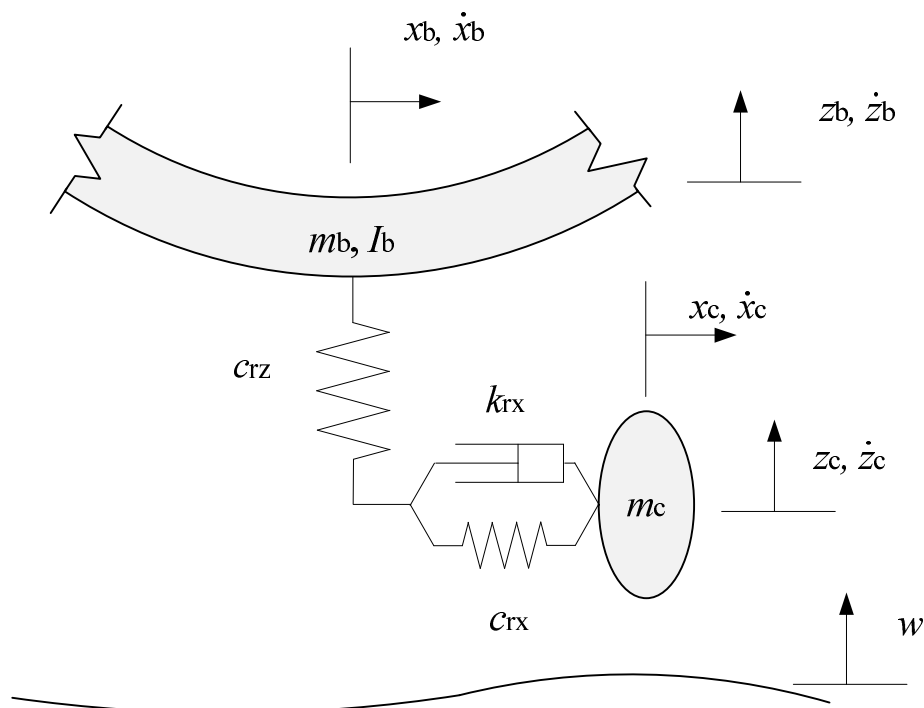 xb, ẋb
zb, żb
mb, Ib
xc, ẋc
crz
krx
zc, żc
mc
crx
w